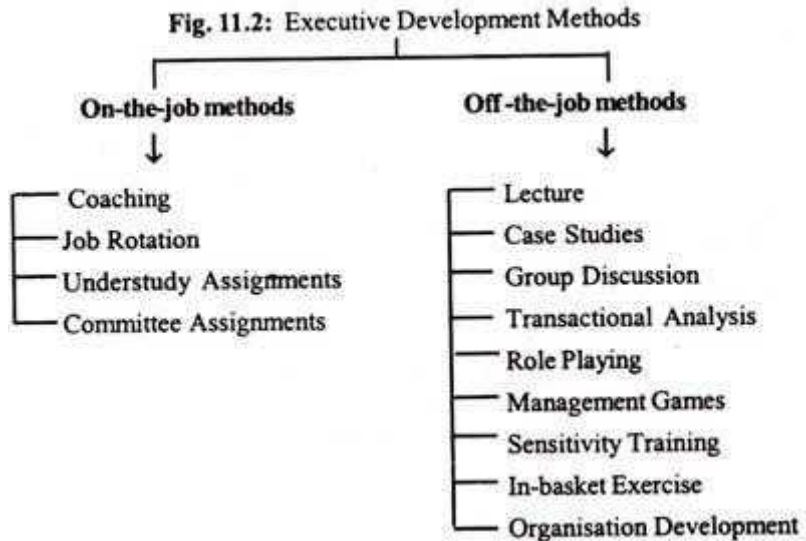 Fig. 11.2: Executive Development Methods
On-the-job methods
Coaching
Job Rotation
Understudy Assignments
Committee Assignments
Off-the-job methods
Lecture
Case Studies
Group Discussion
Transactional Analysis
Role Playing
Management Games
Sensitivity Training
In-basket Exercise
Organisation Development